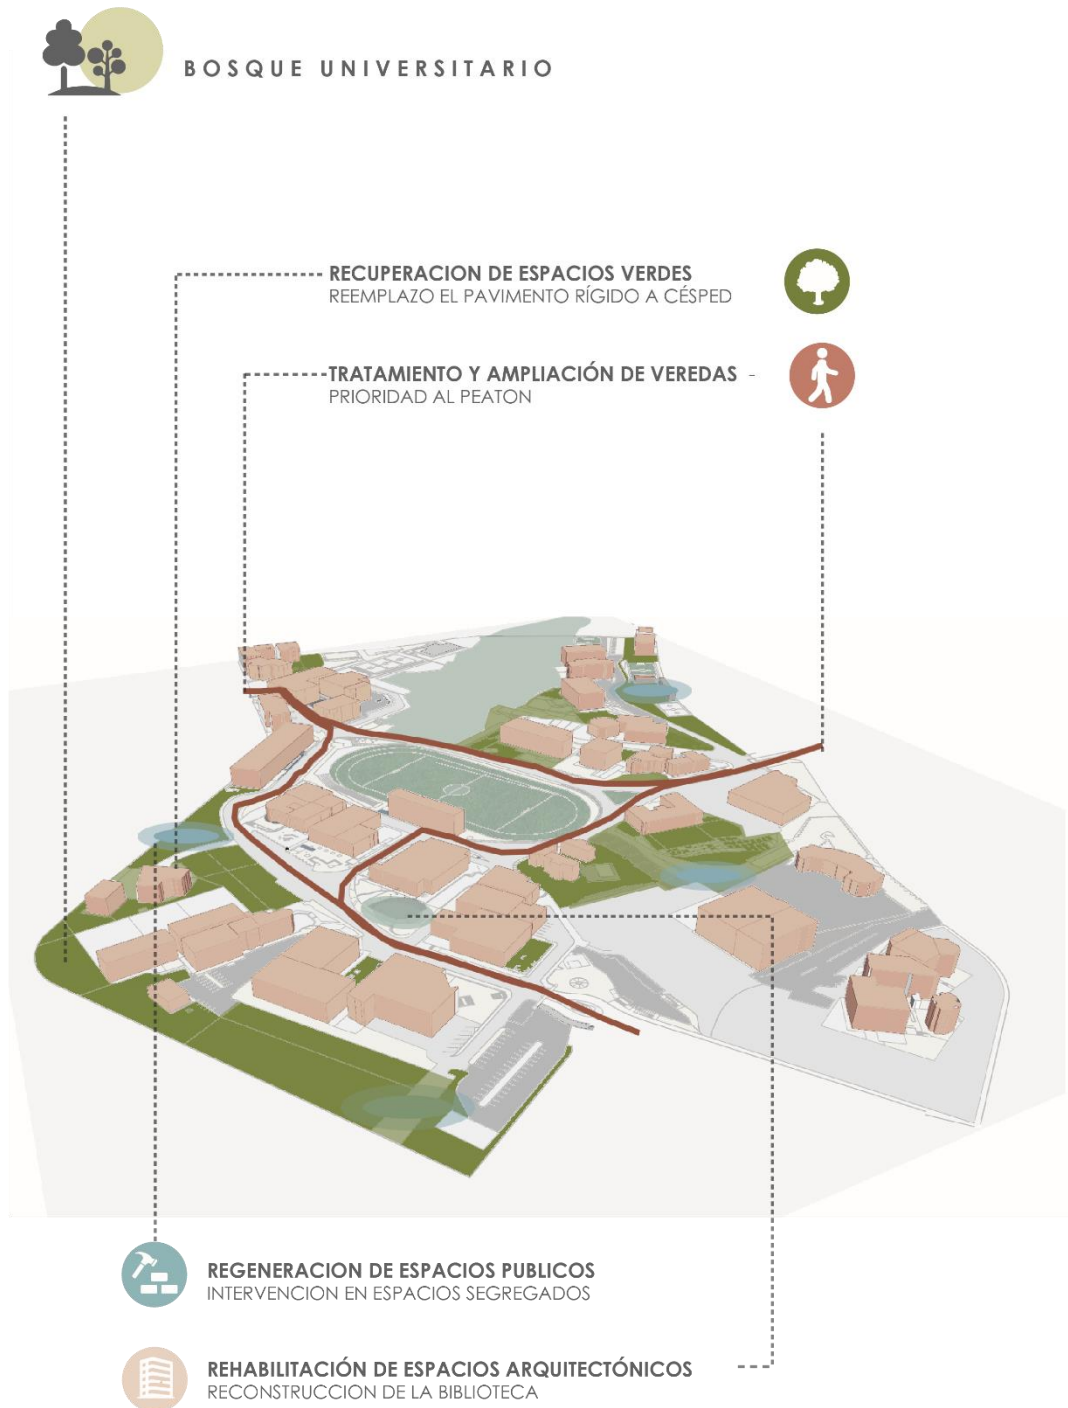 BOSQUE UNIVERSITARIO
RECUPERACION DE ESPACIOS VERDES
REEMPLAZO EL PAVIMENTO RÍGIDO A CÉSPED
TRATAMIENTO Y AMPLIACIÓN DE VEREDAS -
PRIORIDAD AL PEATON
REGENERACION DE ESPACIOS PUBLICOS
INTERVENCION EN ESPACIOS SEGREGADOS
REHABILITACIÓN DE ESPACIOS ARQUITECTÓNICOS
RECONSTRUCCION DE LA BIBLIOTECA